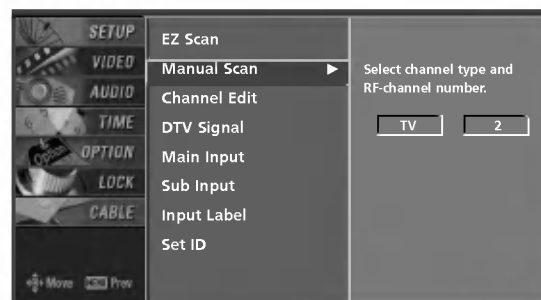 SETUP
VIDEO
AUDIO
TIME
OPTION
LOCK
CABLE
Move Prev
EZ Scan
Manual Scan ▶
Channel Edit
DTV Signal
Main Input
Sub Input
Input Label
Set ID
Select channel type and
RF-channel number.
TV 2